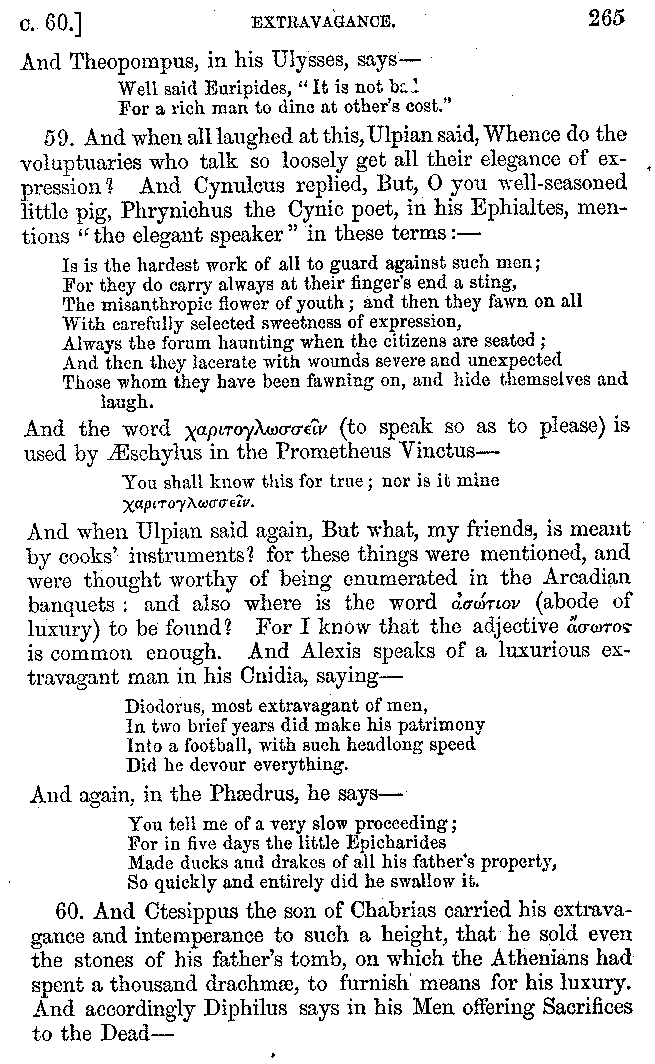 c. 60.] EXTRAVAGANCE. 265
And Theopompus, in his Ulysses, says—
Well said Euripides, "It is not bad
For a rich man to dine at other's cost."
59. And when all laughed at this, Ulpian said, Whence do the
voluptuaries who talk so loosely get all their elegance of ex-
pression? And Cynulcus replied, But, O you well-seasoned
little pig, Phrynichus the Cynic poet, in his Ephialtes, men-
tions "the elegant speaker" in these terms:—
Is is the hardest work of all to guard against such men;
For they do carry always at their finger's end a sting,
The misanthropic flower of youth; and then they fawn on all
With carefully selected sweetness of expression,
Always the forum haunting when the citizens are seated;
And then they lacerate with wounds severe and unexpected
Those whom they have been fawning on, and hide themselves and
laugh.
And the word χαριτογλωσσεῖν (to speak so as to please) is
used by Æschylus in the Prometheus Vinctus—
You shall know this for true; nor is it mine
χαριτογλωσσεῖν.
And when Ulpian said again, But what, my friends, is meant
by cooks' instruments? for these things were mentioned, and
were thought worthy of being enumerated in the Arcadian
banquets: and also where is the word ἀσώτιον (abode of
luxury) to be found? For I know that the adjective ἄσωτος
is common enough. And Alexis speaks of a luxurious ex-
travagant man in his Cnidia, saying—
Diodorus, most extravagant of men,
In two brief years did make his patrimony
Into a football, with such headlong speed
Did he devour everything.
And again, in the Phædrus, he says—
You tell me of a very slow proceeding;
For in five days the little Epicharides
Made ducks and drakes of all his father's property,
So quickly and entirely did he swallow it.
60. And Ctesippus the son of Chabrias carried his extrava-
gance and intemperance to such a height, that he sold even
the stones of his father's tomb, on which the Athenians had
spent a thousand drachmæ, to furnish means for his luxury.
And accordingly Diphilus says in his Men offering Sacrifices
to the Dead—